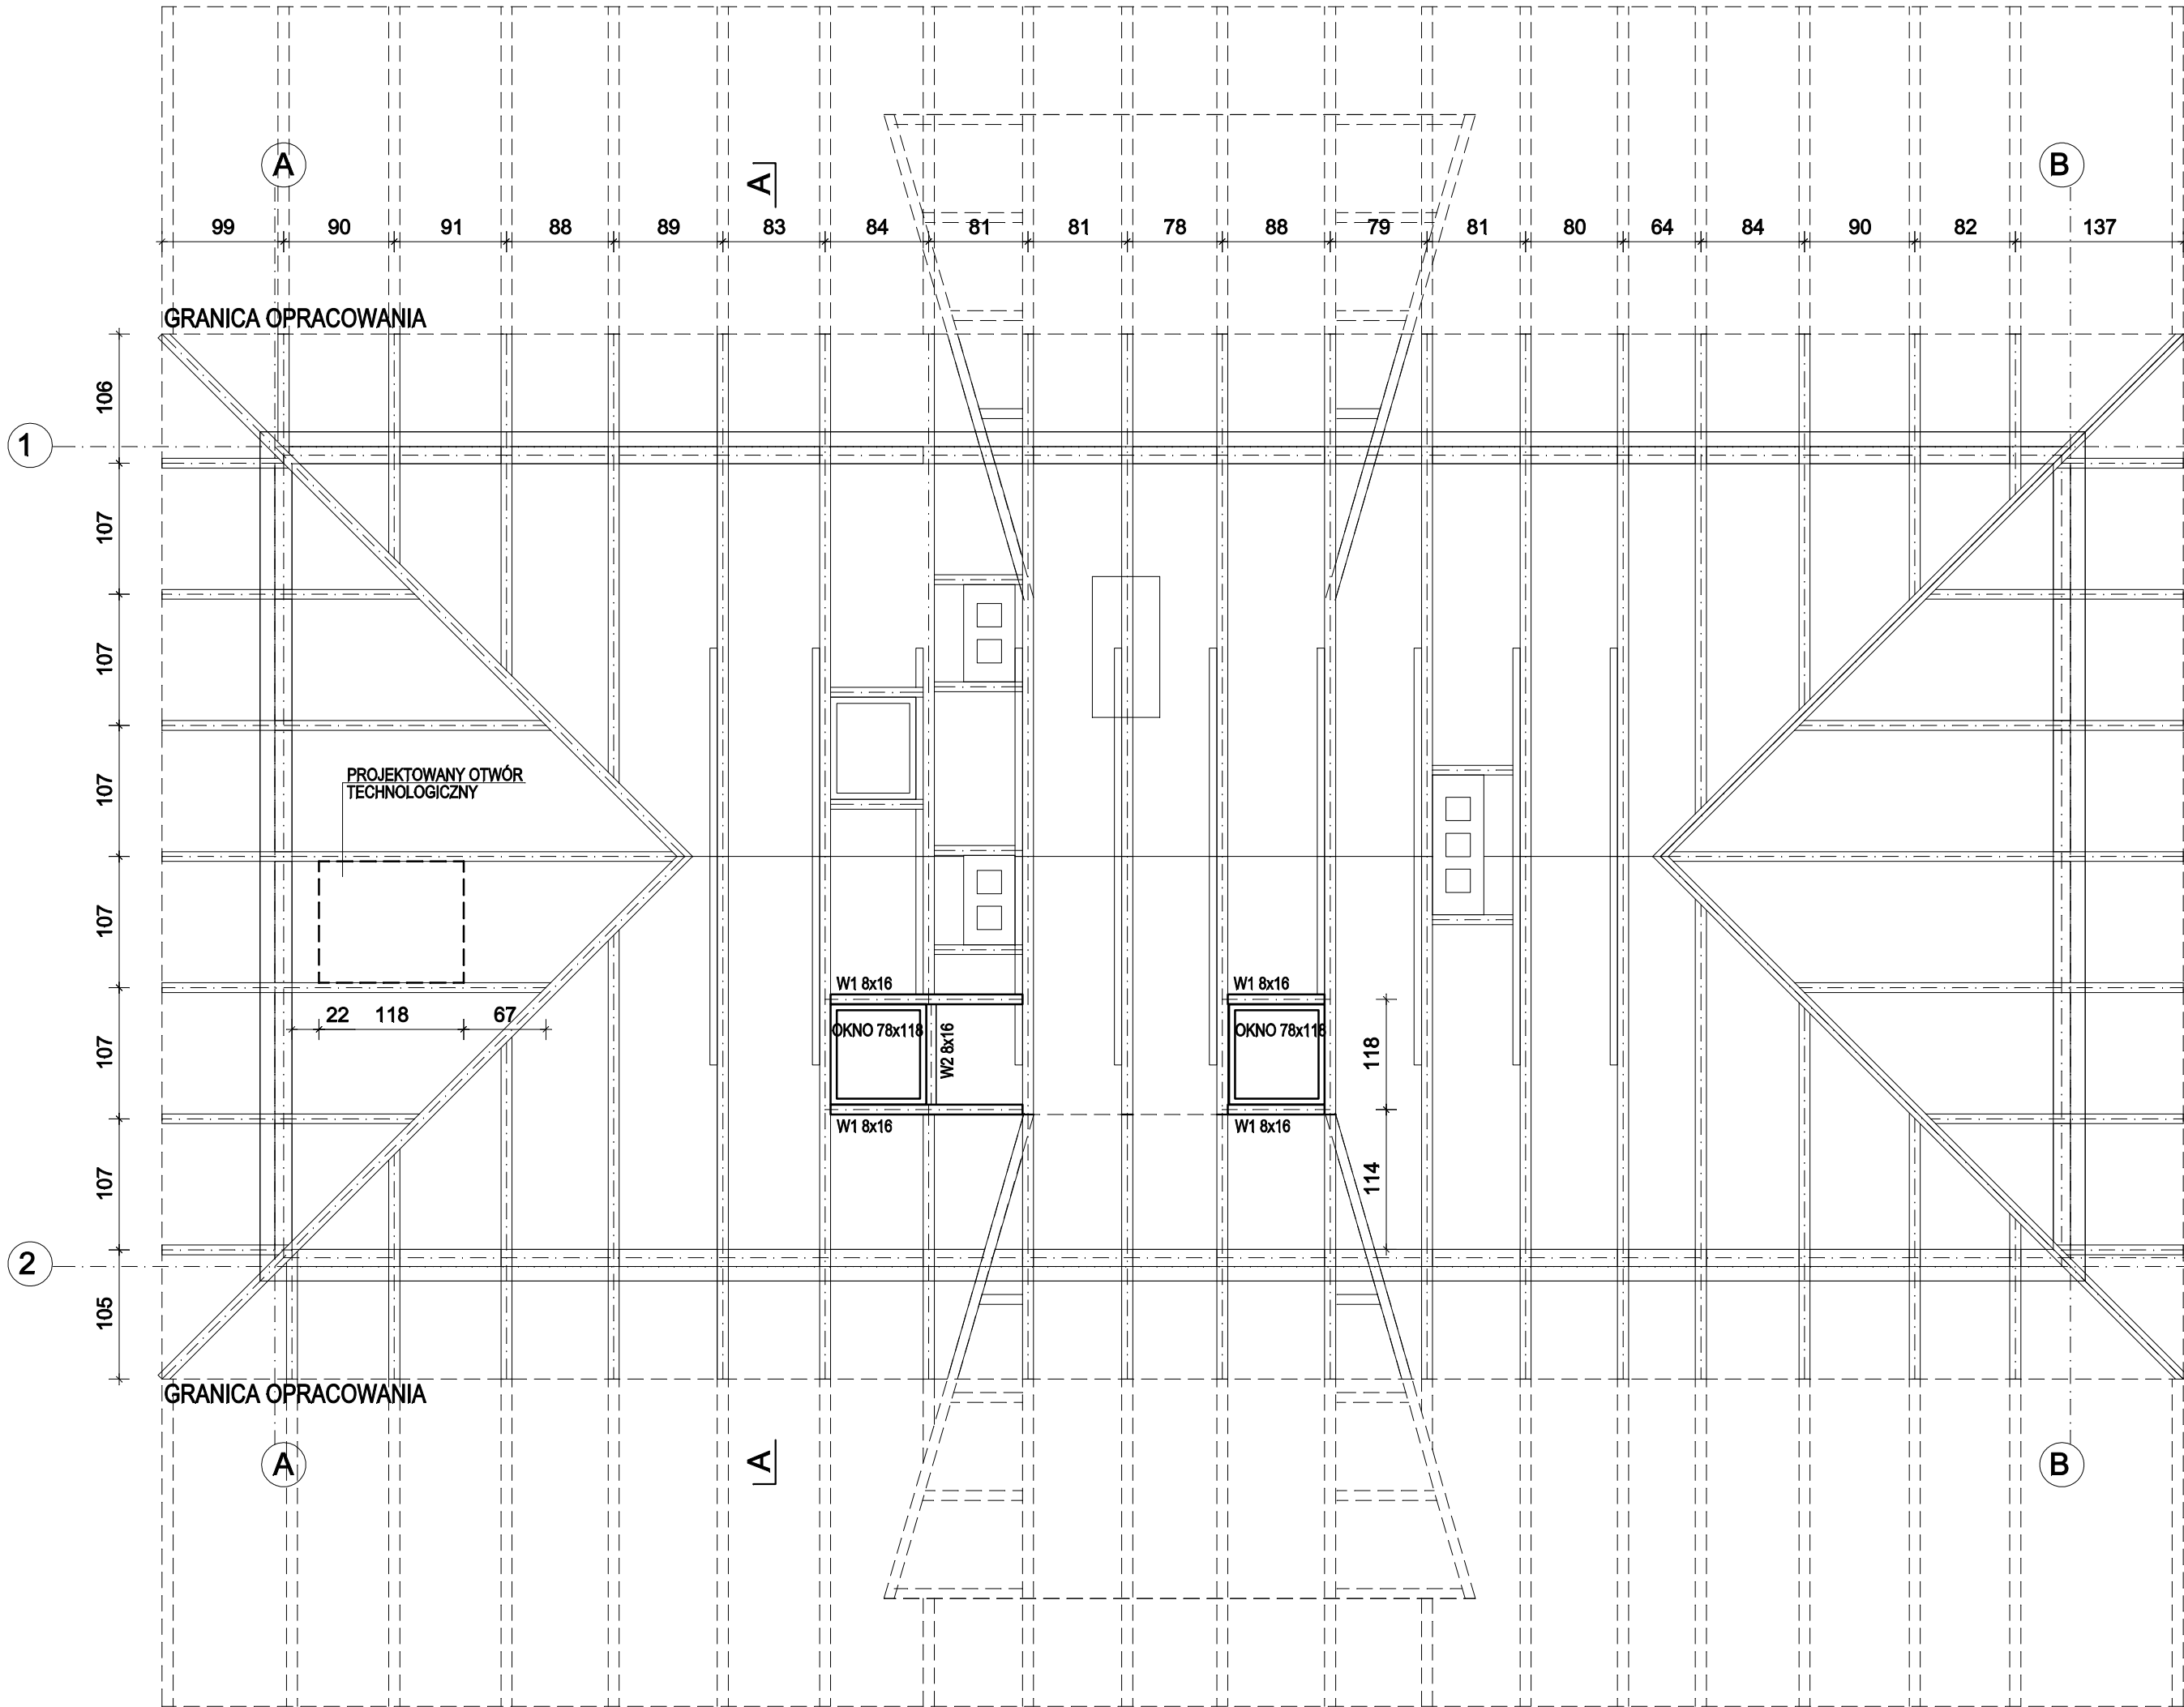 A
A
B
99 90 91 88 89 83 84 81 81 78 88 79 81 80 64 84 90 82 137
GRANICA OPRACOWANIA
106
1
107
107
107
PROJEKTOWANY OTWÓR
TECHNOLOGICZNY
107
W1 8x16
W1 8x16
22 118 67
OKNO 78x118
W2 8x16
OKNO 78x118
118
107
W1 8x16
W1 8x16
107
114
2
105
GRANICA OPRACOWANIA
A
A
B